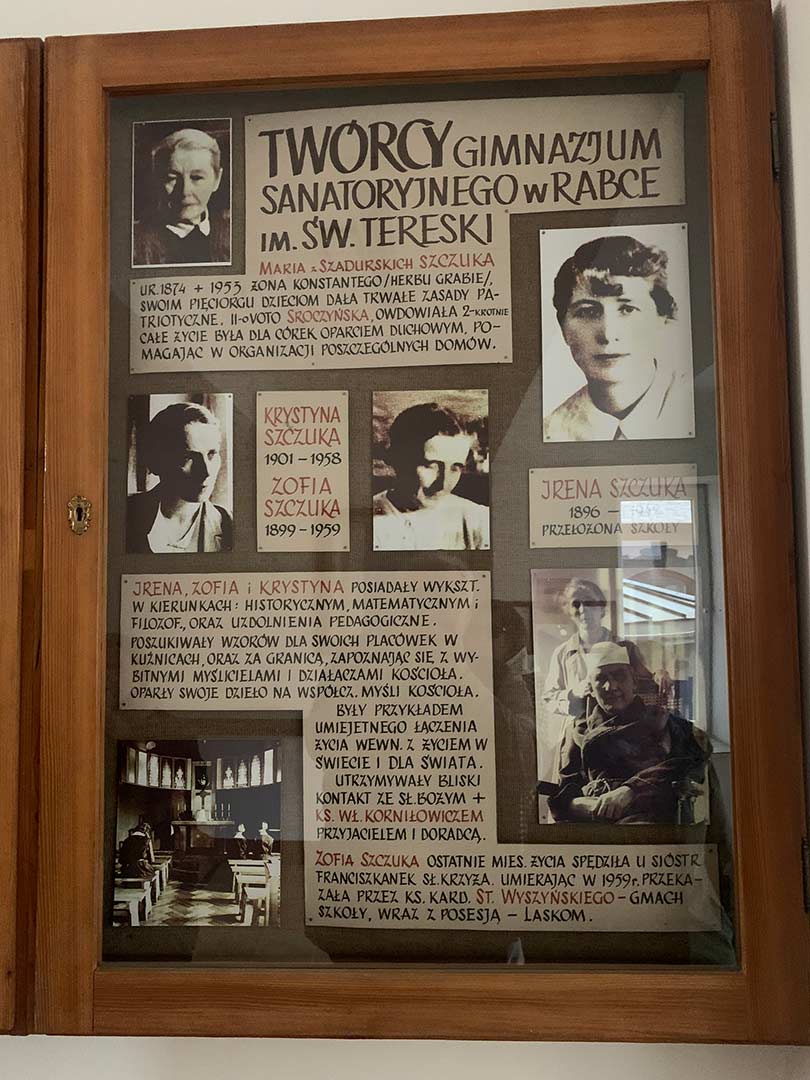 TWÓRCY GIMNAZJUM
SANATORYJNEGO w RABCE
IM. ŚW. TERESKI
MARIA z SZADURSKICH SZCZUKA
UR. 1874 + 1953 ŻONA KONSTANTEGO /HERBU GRABIE/,
SWOIM PIĘCIORGU DZIECIOM DAŁA TRWAŁE ZASADY PA-
TRIOTYCZNE. II-o VOTO SROCZYŃSKA, OWDOWIAŁA 2-KROTNIE
CAŁE ŻYCIE BYŁA DLA CÓREK OPARCIEM DUCHOWYM, PO-
MAGAJĄC W ORGANIZACJI POSZCZEGÓLNYCH DOMÓW.
KRYSTYNA
SZCZUKA
1901 – 1958
ZOFIA
SZCZUKA
1899 – 1959
IRENA SZCZUKA
1896 –
PRZEŁOŻONA SZKOŁY
IRENA, ZOFIA i KRYSTYNA POSIADAŁY WYKSZT.
W KIERUNKACH: HISTORYCZNYM, MATEMATYCZNYM i
FILOZOF., ORAZ UZDOLNIENIA PEDAGOGICZNE.
POSZUKIWAŁY WZORÓW DLA SWOICH PLACÓWEK W
KUŹNICACH, ORAZ ZA GRANICĄ, ZAPOZNAJĄC SIĘ Z WY-
BITNYMI MYŚLICIELAMI I DZIAŁACZAMI KOŚCIOŁA.
OPARŁY SWOJE DZIEŁO NA WSPÓŁCZ. MYŚLI KOŚCIOŁA.
BYŁY PRZYKŁADEM
UMIEJETNEGO ŁĄCZENIA
ŻYCIA WEWN. Z ŻYCIEM W
ŚWIECIE I DLA ŚWIATA.
UTRZYMYWAŁY BLISKI
KONTAKT ZE SŁ. BOŻYM +
KS. WŁ. KORNIŁOWICZEM
PRZYJACIELEM I DORADCĄ.
ZOFIA SZCZUKA OSTATNIE MIES. ŻYCIA SPĘDZIŁA U SIÓSTR
FRANCISZKANEK SŁ. KRZYŻA. UMIERAJĄC W 1959 r. PRZEKA-
ZAŁA PRZEZ KS. KARD. ST. WYSZYŃSKIEGO – GMACH
SZKOŁY, WRAZ Z POSESJĄ – LASKOM.